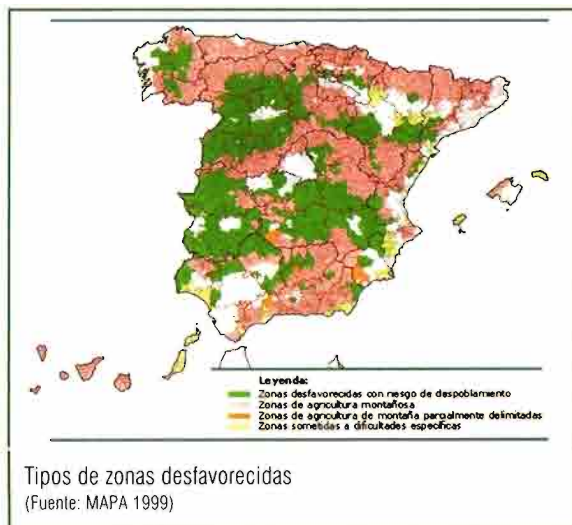 Leyenda:
Zonas desfavorecidas con riesgo de despoblamiento
Zonas de agricultura montañosa
Zonas de agricultura de montaña parcialmente delimitadas
Zonas sometidas a dificultades específicas
Tipos de zonas desfavorecidas
(Fuente: MAPA 1999)